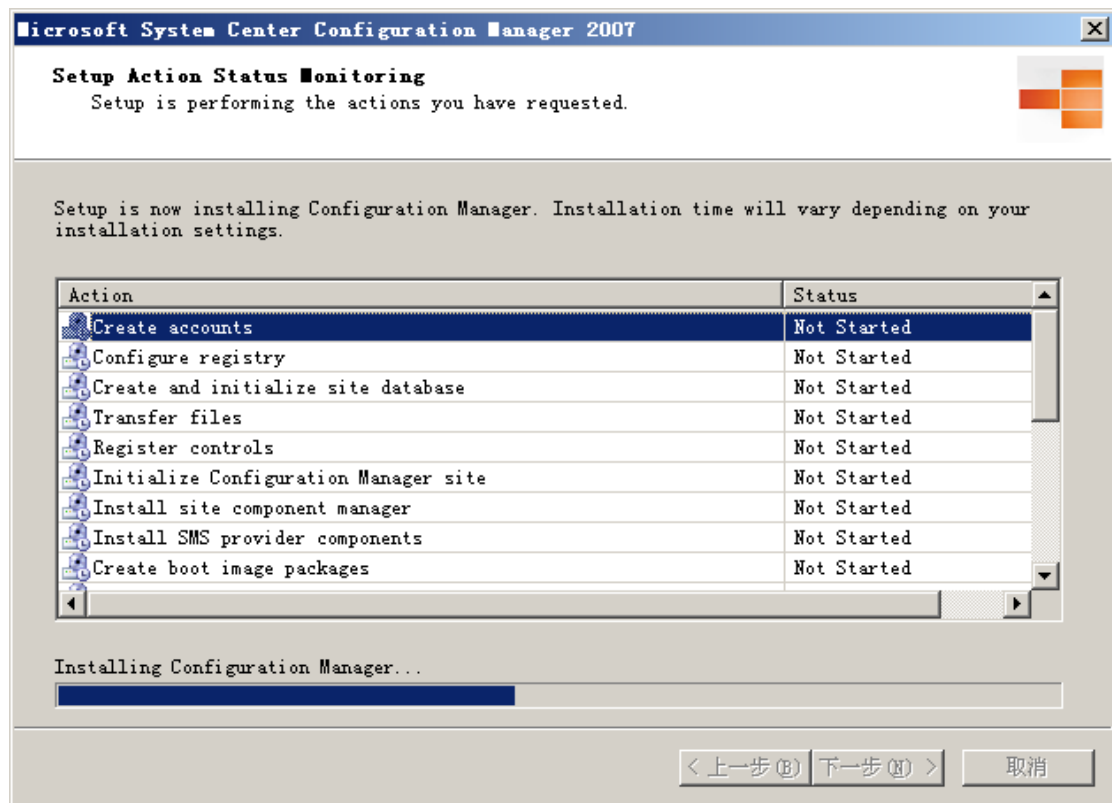 Microsoft System Center Configuration Manager 2007
Setup Action Status Monitoring
Setup is performing the actions you have requested.
Setup is now installing Configuration Manager. Installation time will vary depending on your
installation settings.
Action Status
Create accounts Not Started
Configure registry Not Started
Create and initialize site database Not Started
Transfer files Not Started
Register controls Not Started
Initialize Configuration Manager site Not Started
Install site component manager Not Started
Install SMS provider components Not Started
Create boot image packages Not Started
Installing Configuration Manager...
< 上一步(B) 下一步(N) > 取消